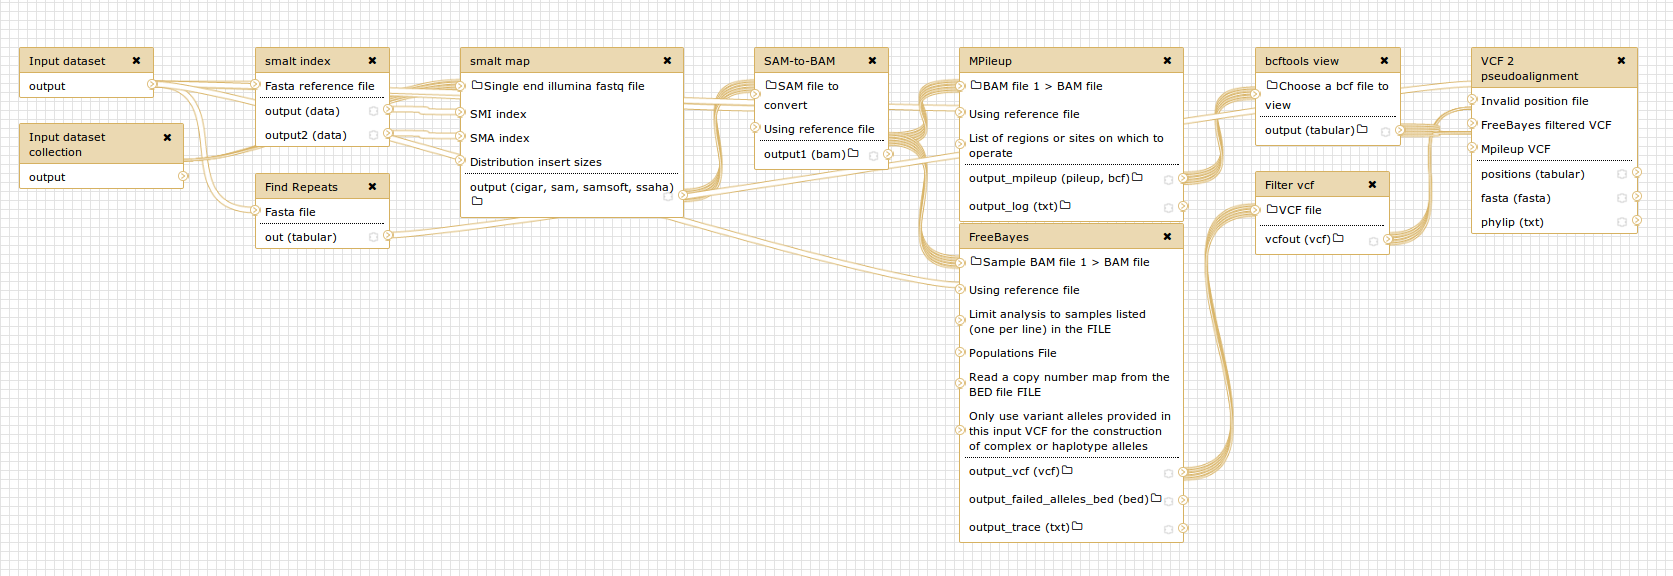 Input dataset ✖
output
Input dataset
collection ✖
output
smalt index ✖
Fasta reference file
output (data)
output2 (data)
Find Repeats ✖
Fasta file
out (tabular)
smalt map ✖
Single end illumina fastq file
SMI index
SMA index
Distribution insert sizes
output (cigar, sam, samsoft, ssaha)
SAM-to-BAM ✖
SAM file to
convert
Using reference file
output1 (bam)
MPileup ✖
BAM file 1 > BAM file
Using reference file
List of regions or sites on which to
operate
output_mpileup (pileup, bcf)
output_log (txt)
FreeBayes ✖
Sample BAM file 1 > BAM file
Using reference file
Limit analysis to samples listed
(one per line) in the FILE
Populations File
Read a copy number map from the
BED file FILE
Only use variant alleles provided in
this input VCF for the construction
of complex or haplotype alleles
output_vcf (vcf)
output_failed_alleles_bed (bed)
output_trace (txt)
bcftools view ✖
Choose a bcf file to
view
output (tabular)
Filter vcf ✖
VCF file
vcfout (vcf)
VCF 2
pseudoalignment ✖
Invalid position file
FreeBayes filtered VCF
Mpileup VCF
positions (tabular)
fasta (fasta)
phylip (txt)